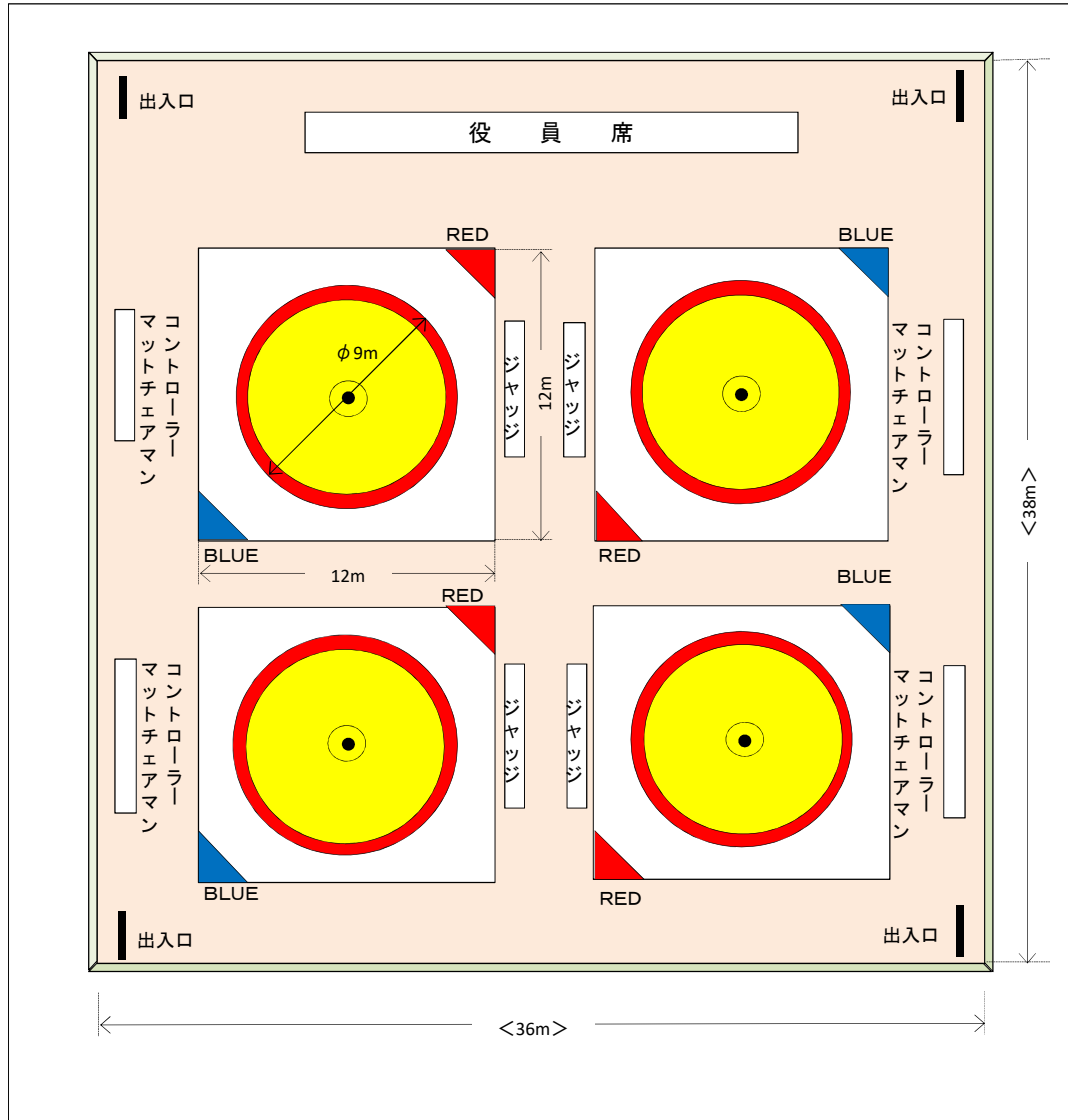 出入口
出入口
役 員 席
RED
BLUE
コントローラー
マットチェアマン
φ9m
ジャッジ
12m
ジャッジ
コントローラー
マットチェアマン
<38m>
BLUE
12m
RED
RED
BLUE
コントローラー
マットチェアマン
ジャッジ
ジャッジ
コントローラー
マットチェアマン
BLUE
RED
出入口
出入口
<36m>